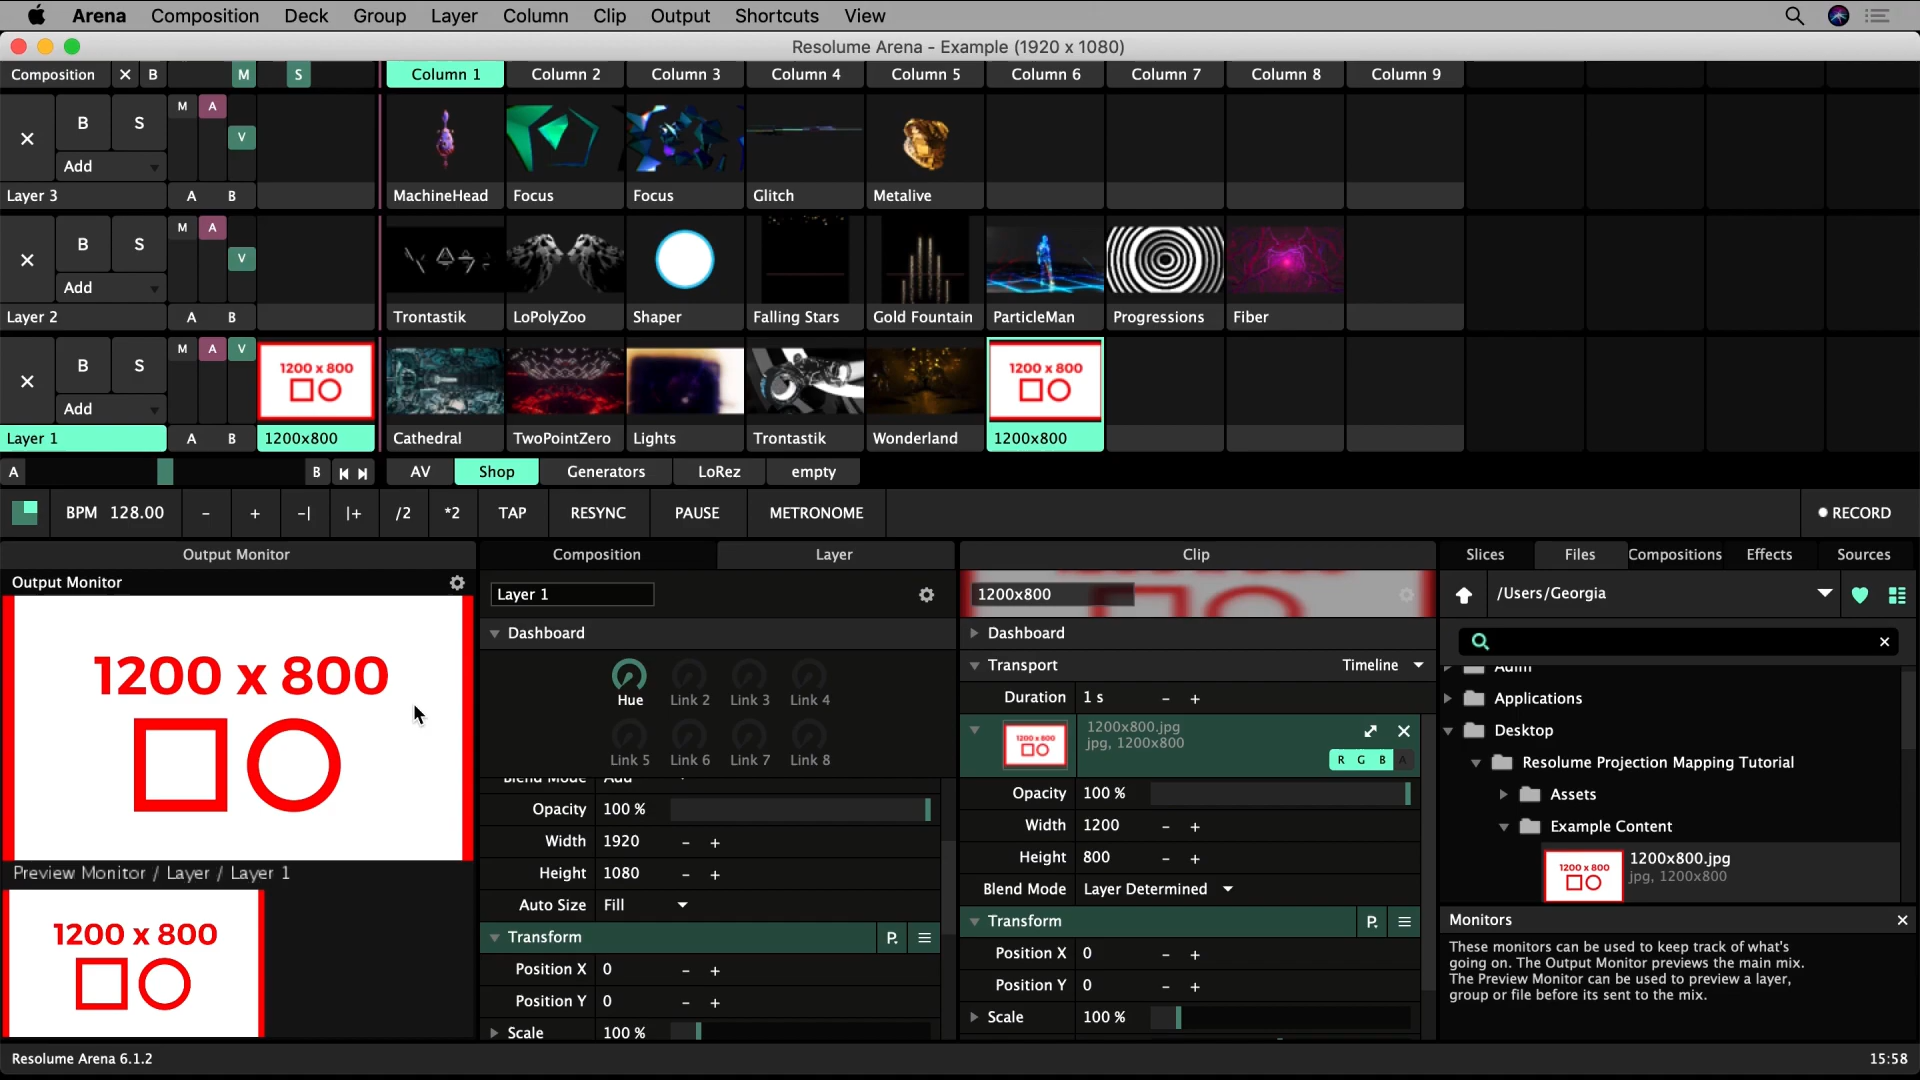 Arena Composition Deck Group Layer Column Clip Output Shortcuts View
Resolume Arena - Example (1920 x 1080)
Composition B M S
Column 1 Column 2 Column 3 Column 4 Column 5 Column 6 Column 7 Column 8 Column 9
B S M A V
Add
Layer 3 A B
MachineHead Focus Focus Glitch Metalive
B S M A V
Add
Layer 2 A B
Trontastik LoPolyZoo Shaper Falling Stars Gold Fountain ParticleMan Progressions Fiber
B S M A V
1200 x 800
1200 x 800
Add
Layer 1 A B 1200x800
Cathedral TwoPointZero Lights Trontastik Wonderland 1200x800
A B AV Shop Generators LoRez empty
BPM 128.00 - + -| |+ /2 *2 TAP RESYNC PAUSE METRONOME RECORD
Output Monitor
Output Monitor
1200 x 800
Preview Monitor / Layer / Layer 1
1200 x 800
Composition Layer
Layer 1
Dashboard
Hue Link 2 Link 3 Link 4
Link 5 Link 6 Link 7 Link 8
Blend Mode Add
Opacity 100 %
Width 1920 - +
Height 1080 - +
Auto Size Fill
Transform P.
Position X 0 - +
Position Y 0 - +
Scale 100 %
Clip
1200x800
Dashboard
Transport Timeline
Duration 1 s - +
1200 x 800
1200x800.jpg
jpg, 1200x800
R G B A
Opacity 100 %
Width 1200 - +
Height 800 - +
Blend Mode Layer Determined
Transform P.
Position X 0 - +
Position Y 0 - +
Scale 100 %
Slices Files Compositions Effects Sources
/Users/Georgia
Applications
Desktop
Resolume Projection Mapping Tutorial
Assets
Example Content
1200 x 800
1200x800.jpg
jpg, 1200x800
Monitors
These monitors can be used to keep track of what's
going on. The Output Monitor previews the main mix.
The Preview Monitor can be used to preview a layer,
group or file before its sent to the mix.
Resolume Arena 6.1.2
15:58